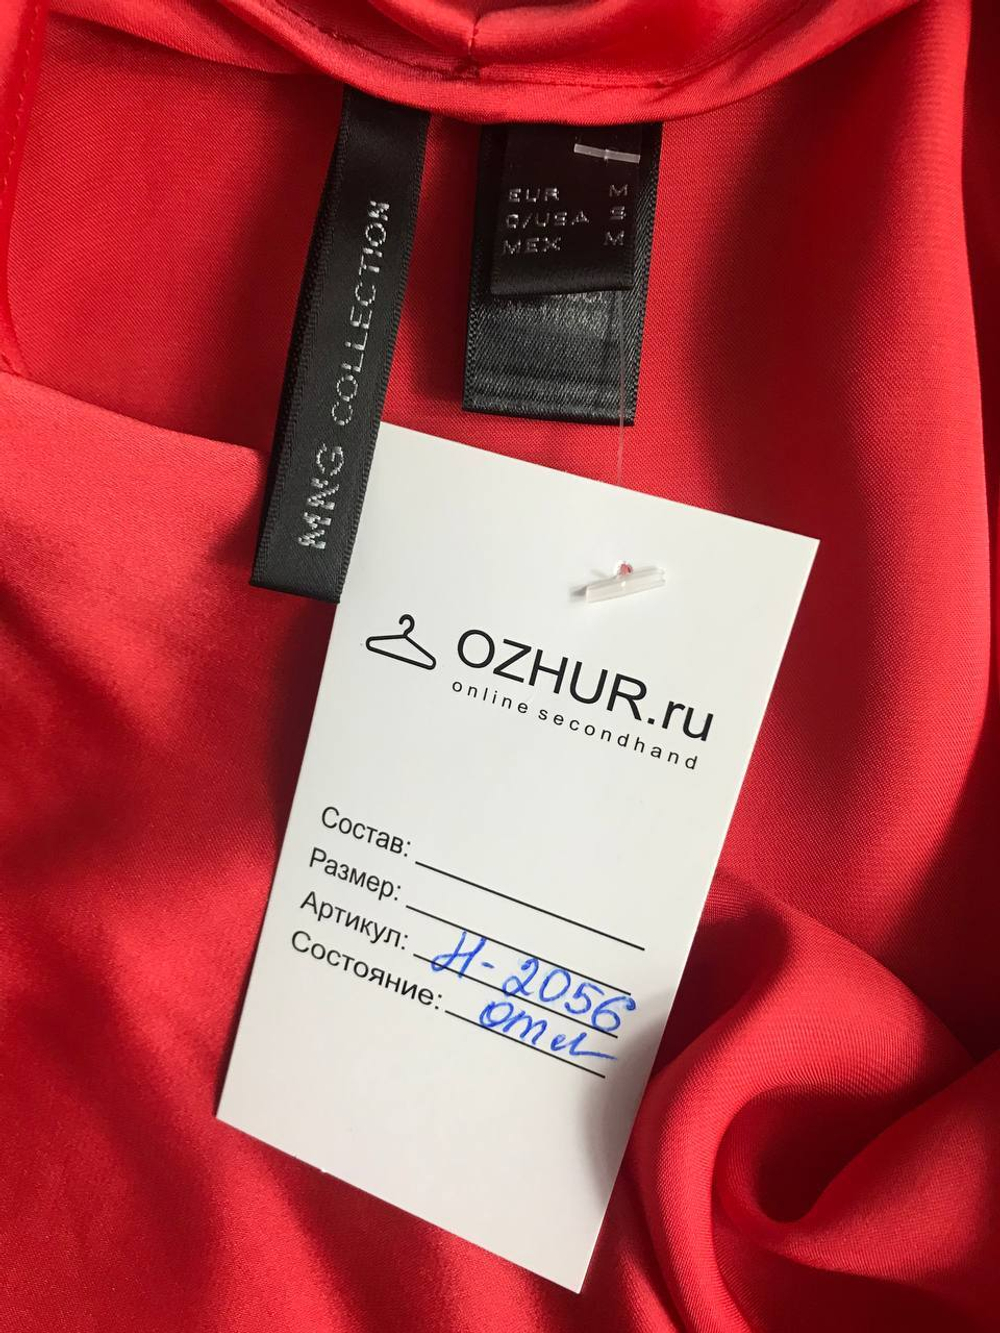 MNG COLLECTION
EUR M
C/USA S
MEX M
OZHUR.ru
online secondhand
Состав:
Размер:
Артикул: Н-2056
Состояние: отл